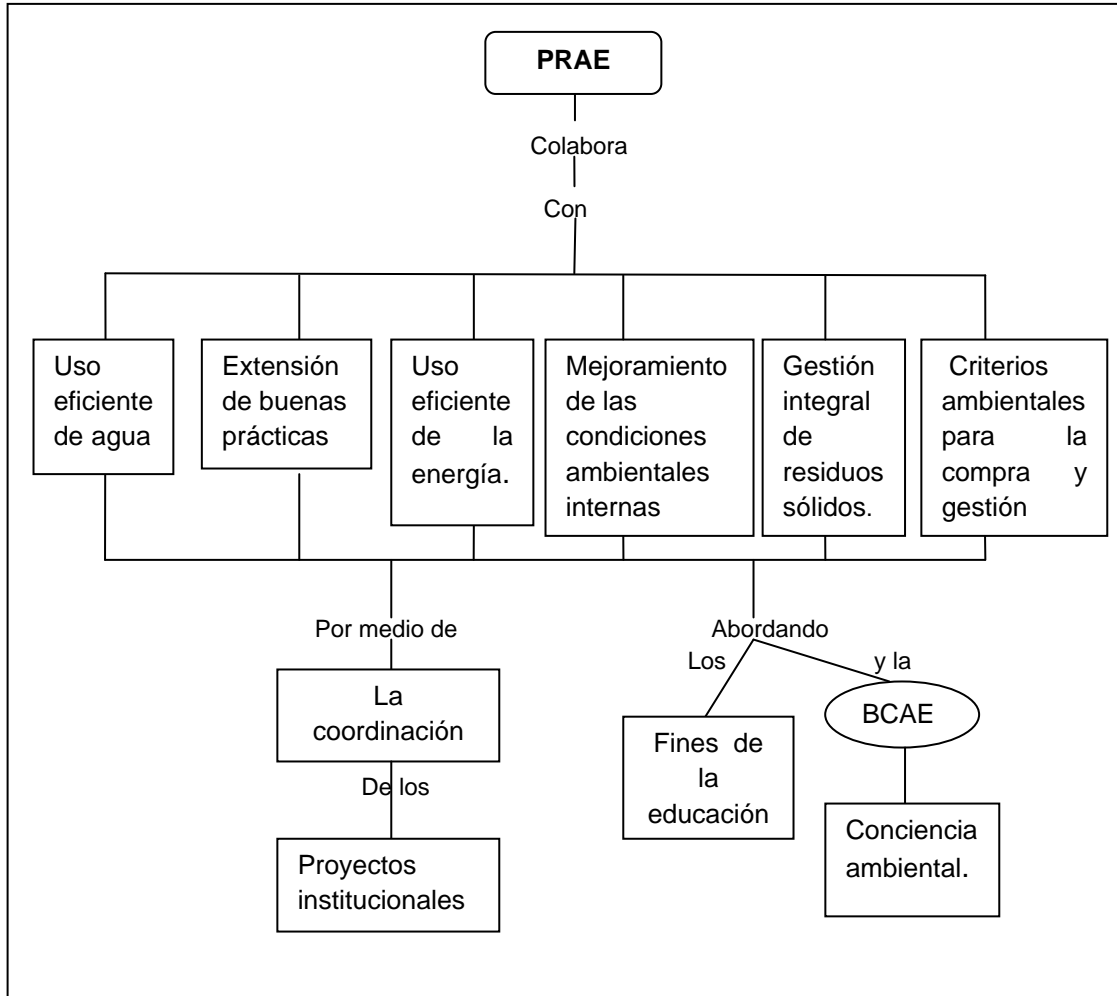 PRAE
Colabora
Con
Uso
eficiente
de agua
Extensión
de buenas
prácticas
Uso
eficiente
de la
energía.
Mejoramiento
de las
condiciones
ambientales
internas
Gestión
integral
de
residuos
sólidos.
Criterios
ambientales
para la
compra y
gestión
Por medio de
La
coordinación
De los
Proyectos
institucionales
Abordando
Los
y la
Fines de
la
educación
BCAE
Conciencia
ambiental.